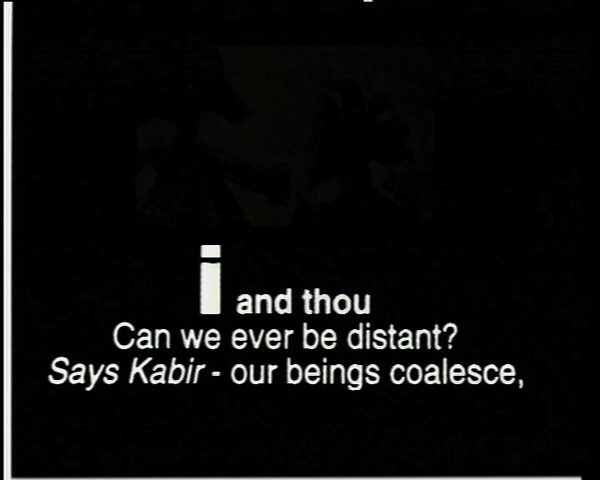 i and thou
Can we ever be distant?
Says Kabir - our beings coalesce,